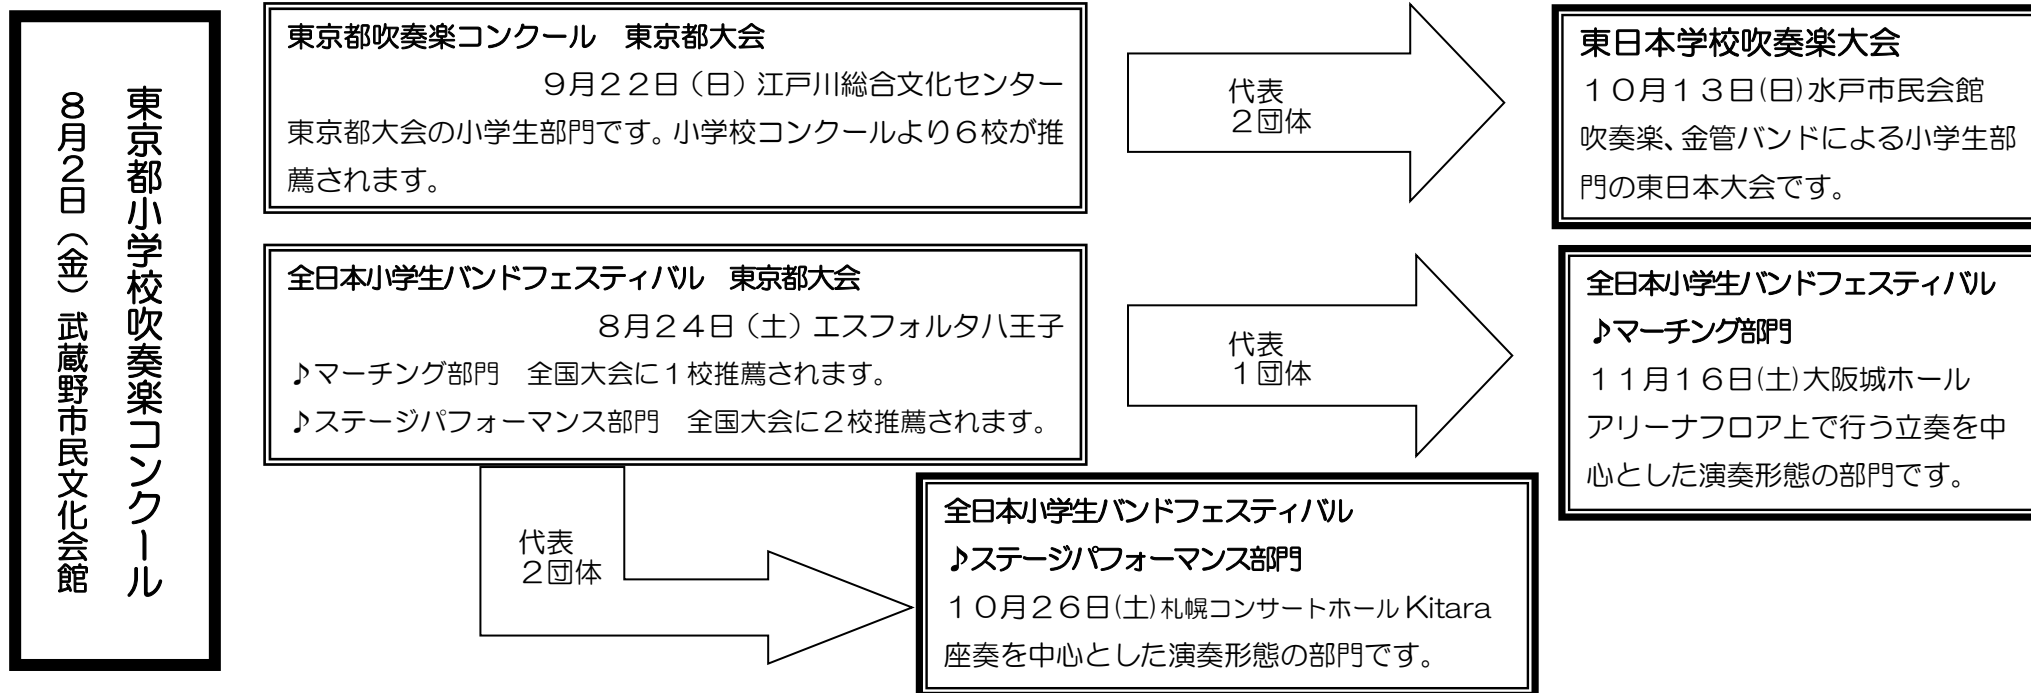 東京都小学校吹奏楽コンクール
８月２日（金）武蔵野市民文化会館
東京都吹奏楽コンクール　東京都大会
９月２２日（日）江戸川総合文化センター
東京都大会の小学生部門です。小学校コンクールより６校が推
薦されます。
代表
２団体
東日本学校吹奏楽大会
１０月１３日(日)水戸市民会館
吹奏楽、金管バンドによる小学生部
門の東日本大会です。
全日本小学生バンドフェスティバル　東京都大会
８月２４日（土）エスフォルタ八王子
♪マーチング部門　全国大会に１校推薦されます。
♪ステージパフォーマンス部門　全国大会に２校推薦されます。
代表
１団体
全日本小学生バンドフェスティバル
♪マーチング部門
１１月１６日(土)大阪城ホール
アリーナフロア上で行う立奏を中
心とした演奏形態の部門です。
代表
２団体
全日本小学生バンドフェスティバル
♪ステージパフォーマンス部門
１０月２６日(土)札幌コンサートホール Kitara
座奏を中心とした演奏形態の部門です。